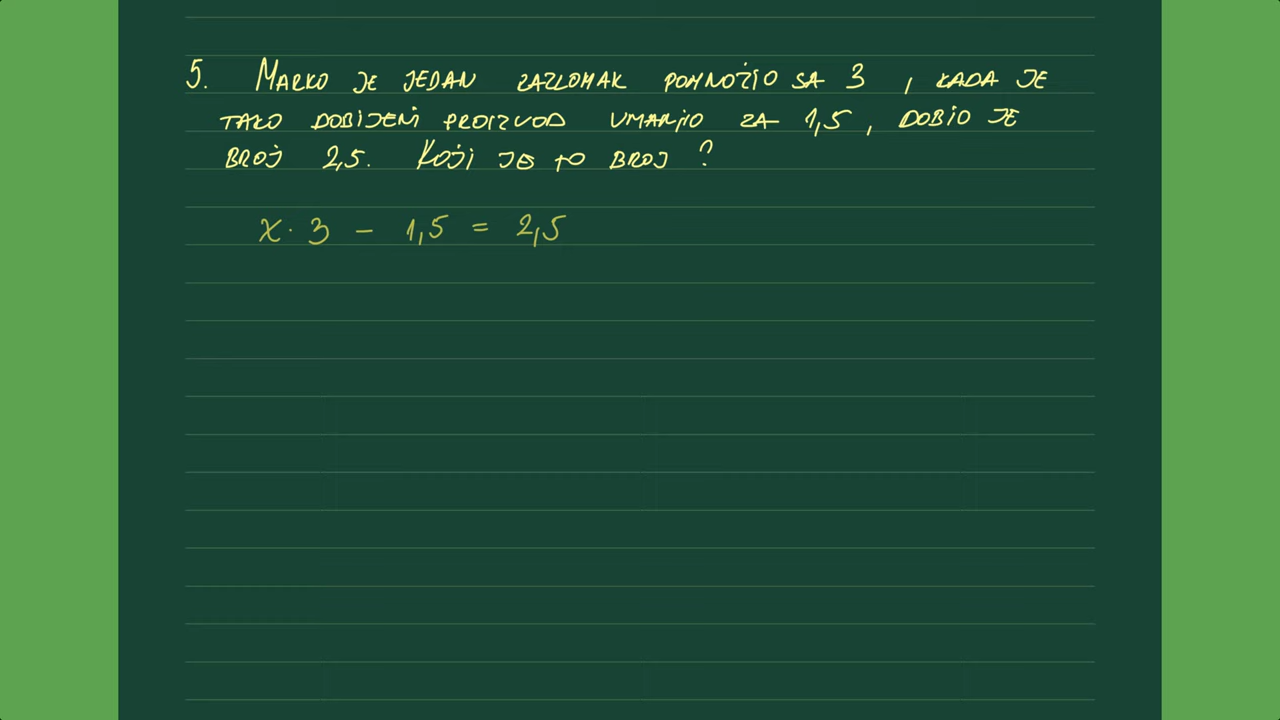 5. MARKO JE JEDAN RAZLOMAK POMNOŽIO SA 3 , KADA JE
TAKO DOBIJENI PROIZVOD UMANJIO ZA 1,5 , DOBIO JE
BROJ 2,5. KOJI JE TO BROJ ?
x · 3 - 1,5 = 2,5